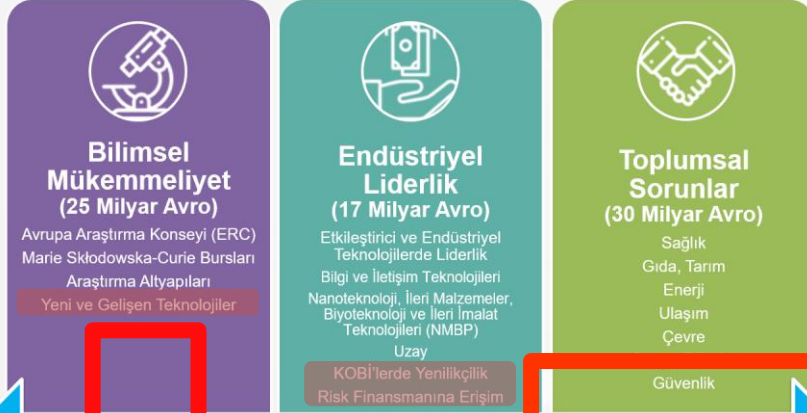 Bilimsel
Mükemmeliyet
(25 Milyar Avro)
Avrupa Araştırma Konseyi (ERC)
Marie Skłodowska-Curie Bursları
Araştırma Altyapıları
Yeni ve Gelişen Teknolojiler
Endüstriyel
Liderlik
(17 Milyar Avro)
Etkileştirici ve Endüstriyel
Teknolojilerde Liderlik
Bilgi ve İletişim Teknolojileri
Nanoteknoloji, İleri Malzemeler,
Biyoteknoloji ve İleri İmalat
Teknolojileri (NMBP)
Uzay
KOBİ'lerde Yenilikçilik
Risk Finansmanına Erişim
Toplumsal
Sorunlar
(30 Milyar Avro)
Sağlık
Gıda, Tarım
Enerji
Ulaşım
Çevre
Güvenlik